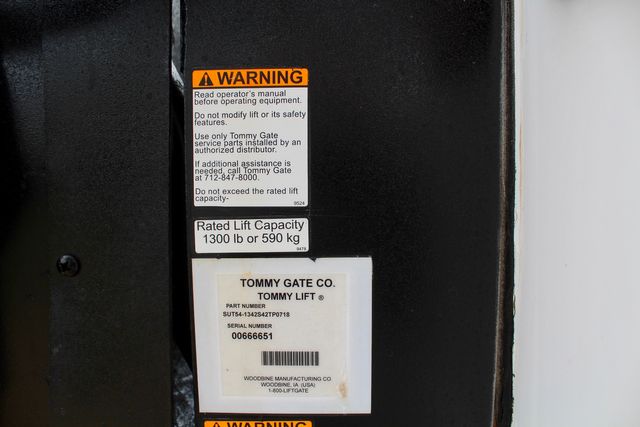 WARNING
Read operator's manual
before operating equipment.
Do not modify lift or its safety
features.
Use only Tommy Gate
service parts installed by an
authorized distributor.
If additional assistance is
needed, call Tommy Gate
at 712-847-8000.
Do not exceed the rated lift
capacity-
9524
Rated Lift Capacity
1300 lb or 590 kg
9479
TOMMY GATE CO.
TOMMY LIFT ®
PART NUMBER
SUT54-1342S42TP0718
SERIAL NUMBER
00666651
WOODBINE MANUFACTURING CO
WOODBINE, IA. (USA)
1-800-LIFTGATE
WARNING